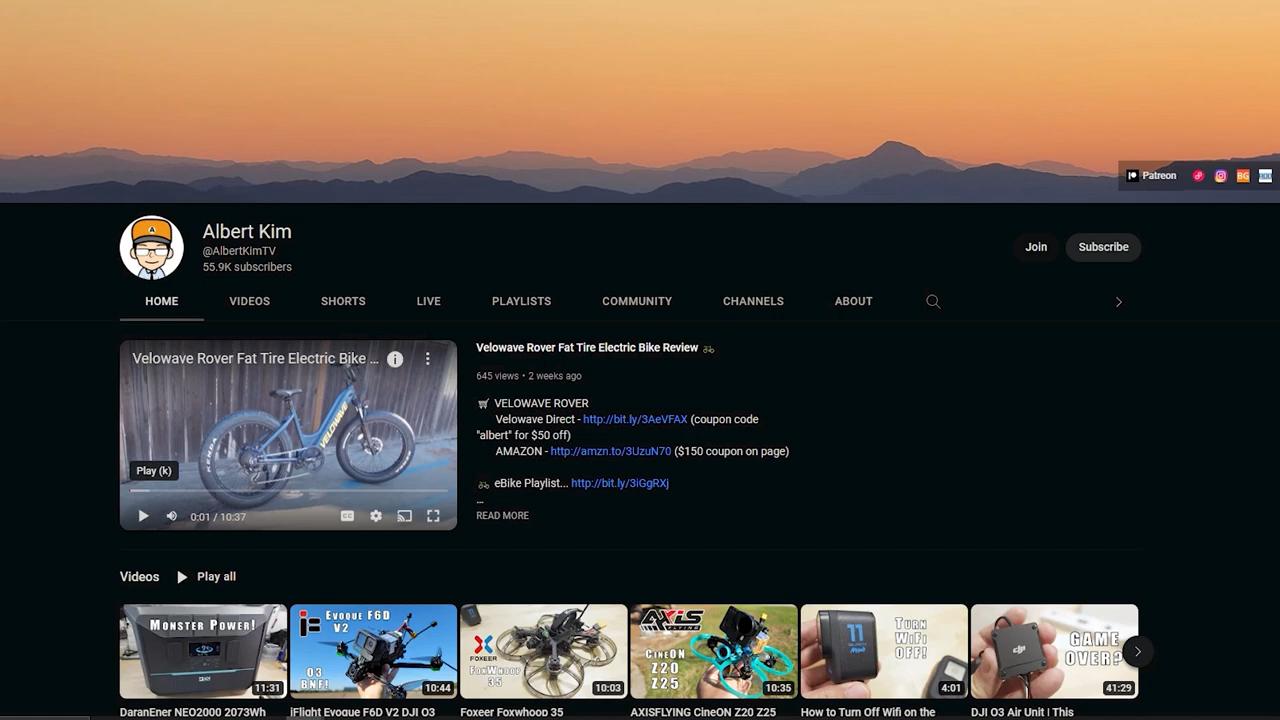 Patreon
BG
Albert Kim
@AlbertKimTV
55.9K subscribers
Join
Subscribe
HOME
VIDEOS
SHORTS
LIVE
PLAYLISTS
COMMUNITY
CHANNELS
ABOUT
Velowave Rover Fat Tire Electric Bike ...
VELOWAVE
KENDA
Play (k)
0:01 / 10:37
CC
Velowave Rover Fat Tire Electric Bike Review
645 views • 2 weeks ago
VELOWAVE ROVER
Velowave Direct - http://bit.ly/3AeVFAX (coupon code
"albert" for $50 off)
AMAZON - http://amzn.to/3UzuN70 ($150 coupon on page)
eBike Playlist... http://bit.ly/3iGgRXj
...
READ MORE
Videos
Play all
MONSTER POWER!
11:31
EVOQUE F6D
V2
O3
BNF!
10:44
FOXEER
FOXWHOOP
35
10:03
AXIS
FLYING
CINEON
Z20
Z25
10:35
11
TURN
WIFI
OFF!
4:01
dji
GAME
OVER?
41:29
DaranEner NEO2000 2073Wh
iFlight Evoque F6D V2 DJI O3
Foxeer Foxwhoop 35
AXISFLYING CineON Z20 Z25
How to Turn Off Wifi on the
DJI O3 Air Unit | This